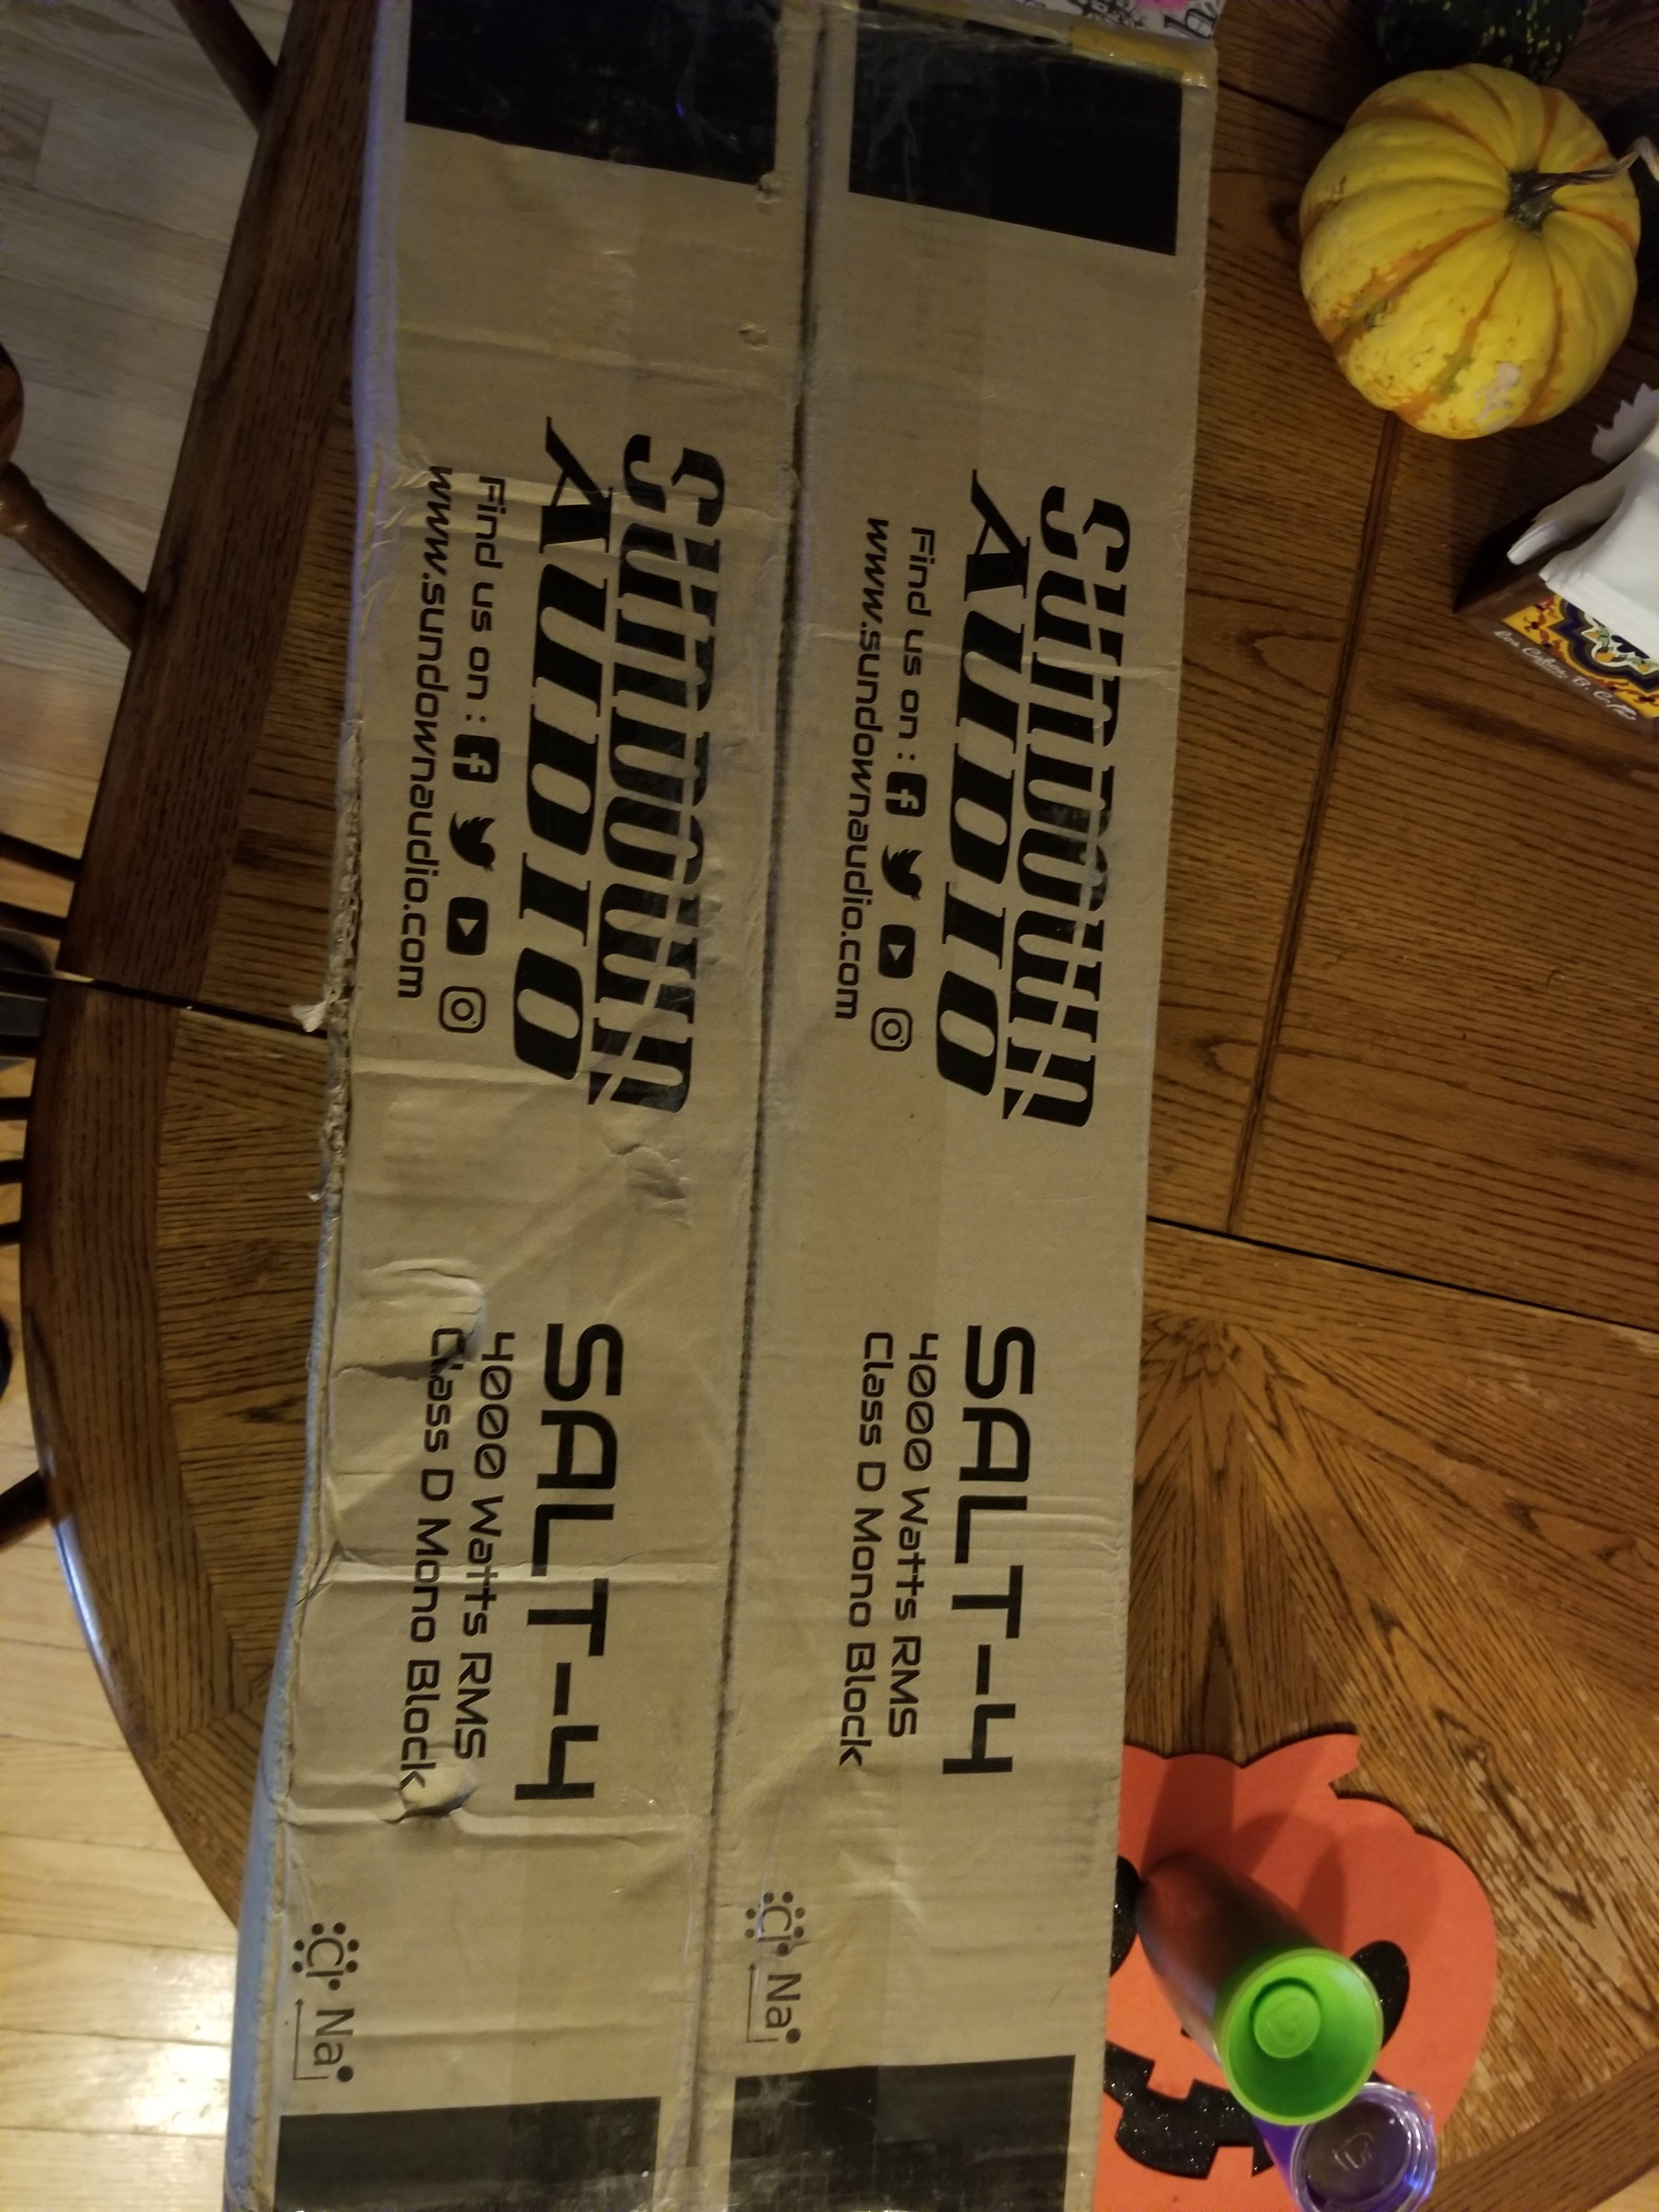 SUNDOWN
AUDIO
Find us on :
www.sundownaudio.com
SALT-4
4000 Watts RMS
Class D Mono Block
Cl Na
SUNDOWN
AUDIO
Find us on :
www.sundownaudio.com
SALT-4
4000 Watts RMS
Class D Mono Block
Cl Na